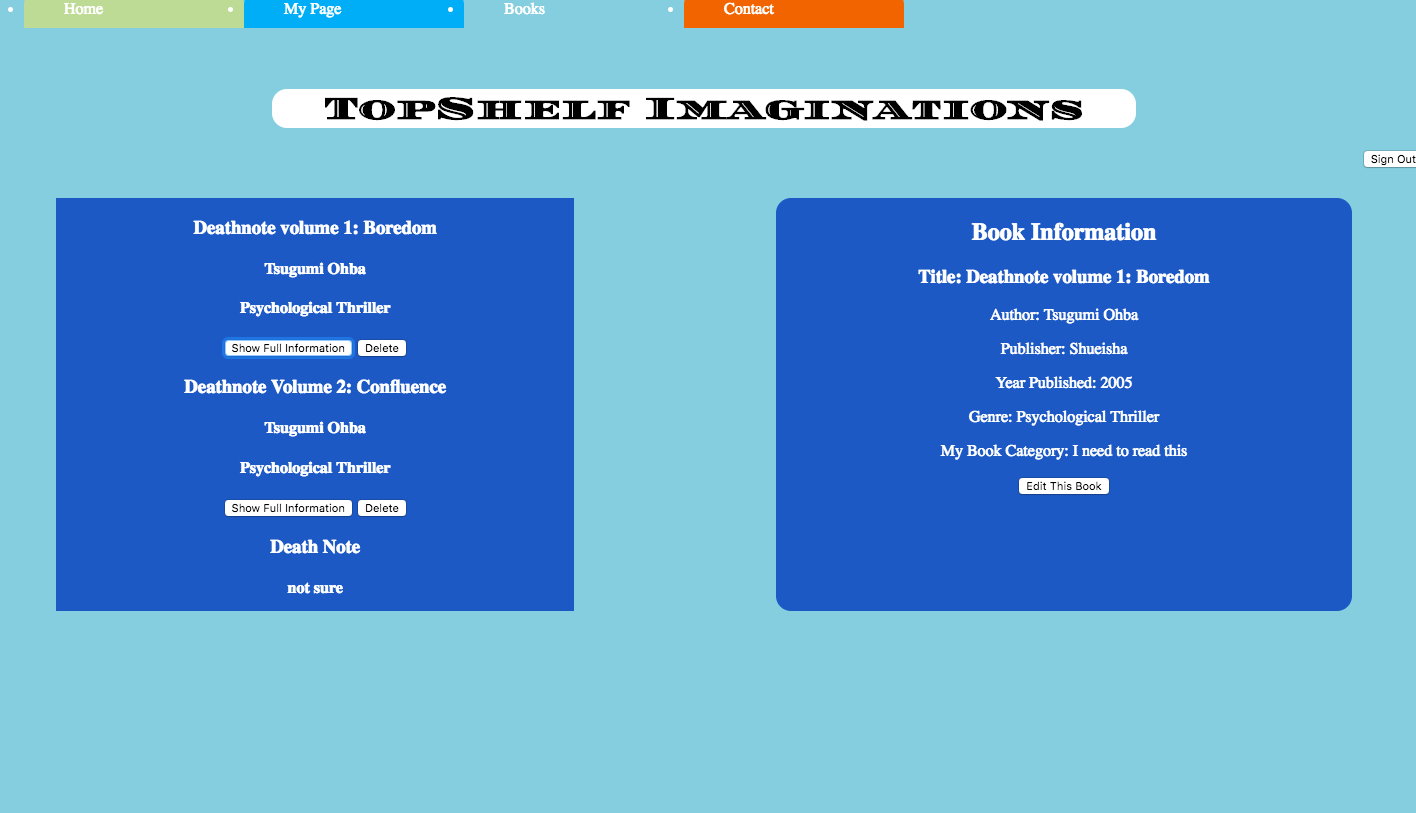 Home
My Page
Books
Contact
TopShelf Imaginations
Sign Out
Deathnote volume 1: Boredom
Tsugumi Ohba
Psychological Thriller
Show Full Information
Delete
Deathnote Volume 2: Confluence
Tsugumi Ohba
Psychological Thriller
Show Full Information
Delete
Death Note
not sure
Book Information
Title: Deathnote volume 1: Boredom
Author: Tsugumi Ohba
Publisher: Shueisha
Year Published: 2005
Genre: Psychological Thriller
My Book Category: I need to read this
Edit This Book